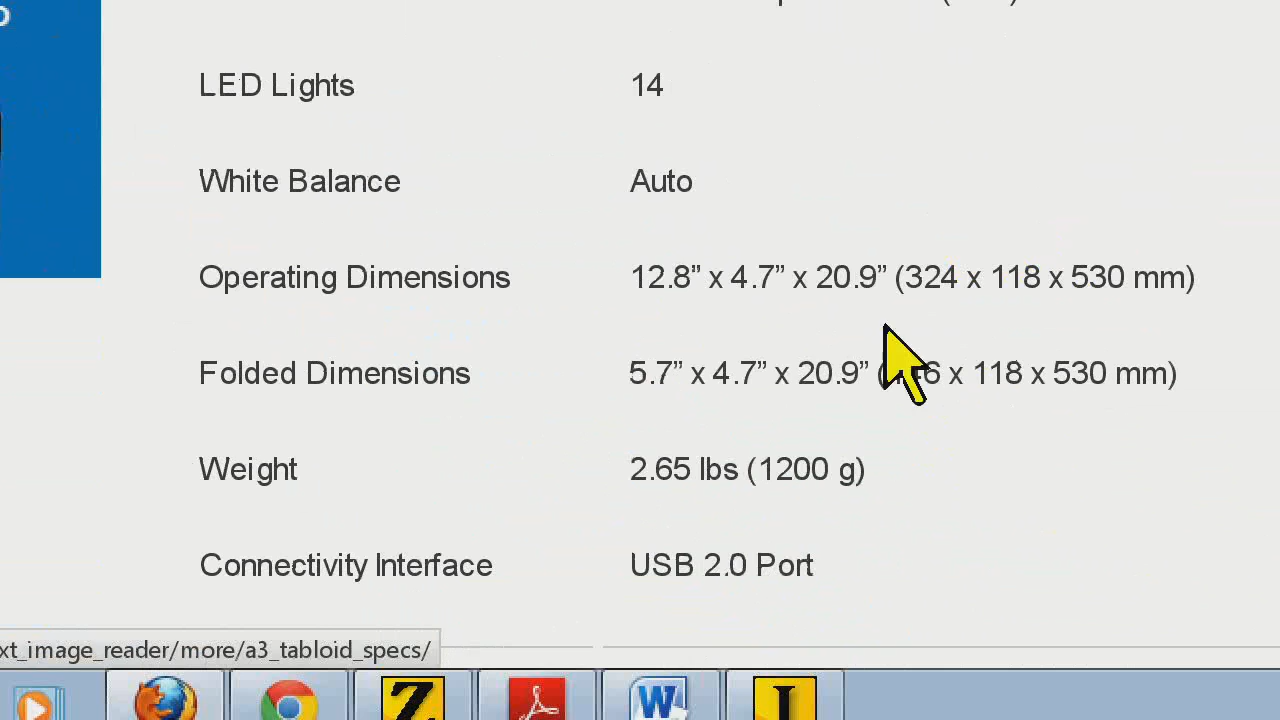 LED Lights 14
White Balance Auto
Operating Dimensions 12.8” x 4.7” x 20.9” (324 x 118 x 530 mm)
Folded Dimensions 5.7” x 4.7” x 20.9” ( x 118 x 530 mm)
Weight 2.65 lbs (1200 g)
Connectivity Interface USB 2.0 Port
xt_image_reader/more/a3_tabloid_specs/
Z W I